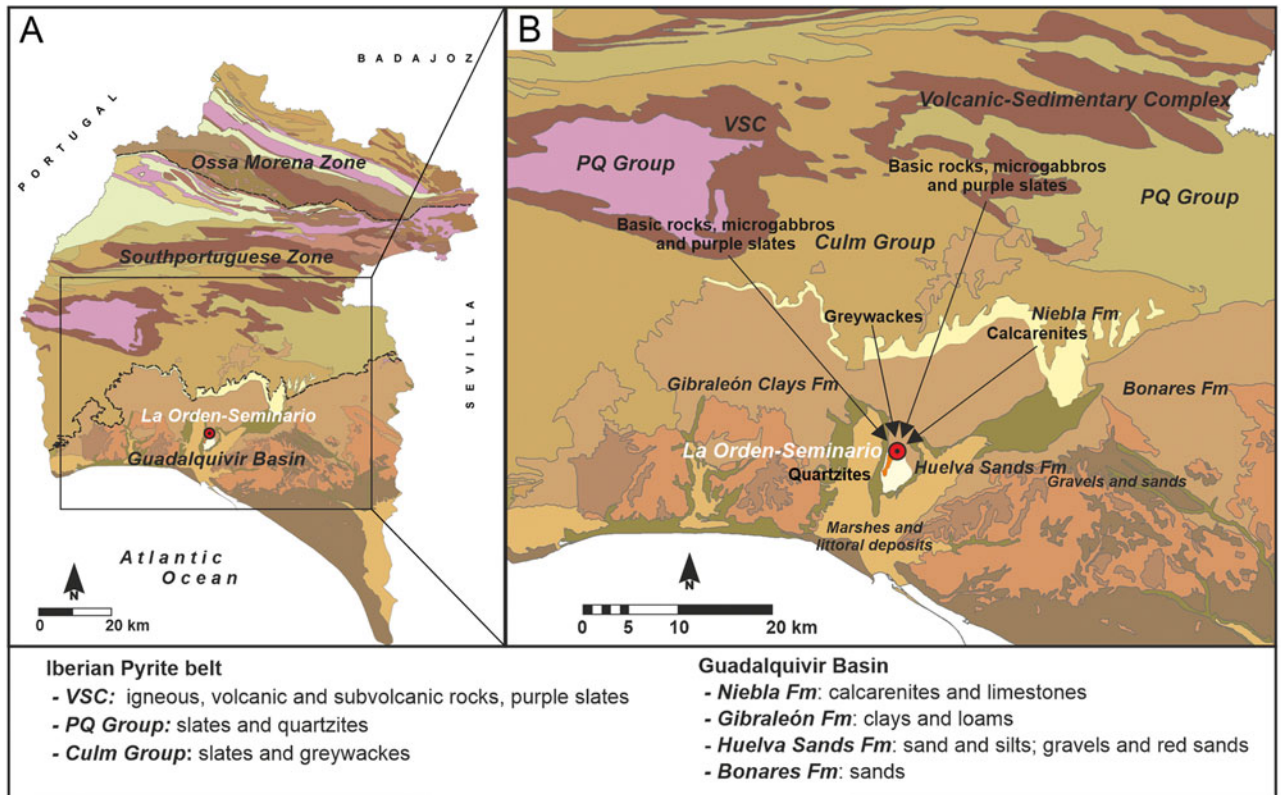 A
BADAJOZ
PORTUGAL
Ossa Morena Zone
Southportuguese Zone
SEVILLA
La Orden-Seminario
Guadalquivir Basin
Atlantic
Ocean
N
0 20 km
B
Volcanic-Sedimentary Complex
VSC
PQ Group
Basic rocks, microgabbros
and purple slates
PQ Group
Basic rocks, microgabbros
and purple slates
Culm Group
Greywackes
Niebla Fm
Calcarenites
Gibraleón Clays Fm
Bonares Fm
La Orden-Seminario
Quartzites
Huelva Sands Fm
Gravels and sands
Marshes and
littoral deposits
N
0 5 10 20 km
Iberian Pyrite belt
- VSC: igneous, volcanic and subvolcanic rocks, purple slates
- PQ Group: slates and quartzites
- Culm Group: slates and greywackes
Guadalquivir Basin
- Niebla Fm: calcarenites and limestones
- Gibraleón Fm: clays and loams
- Huelva Sands Fm: sand and silts; gravels and red sands
- Bonares Fm: sands